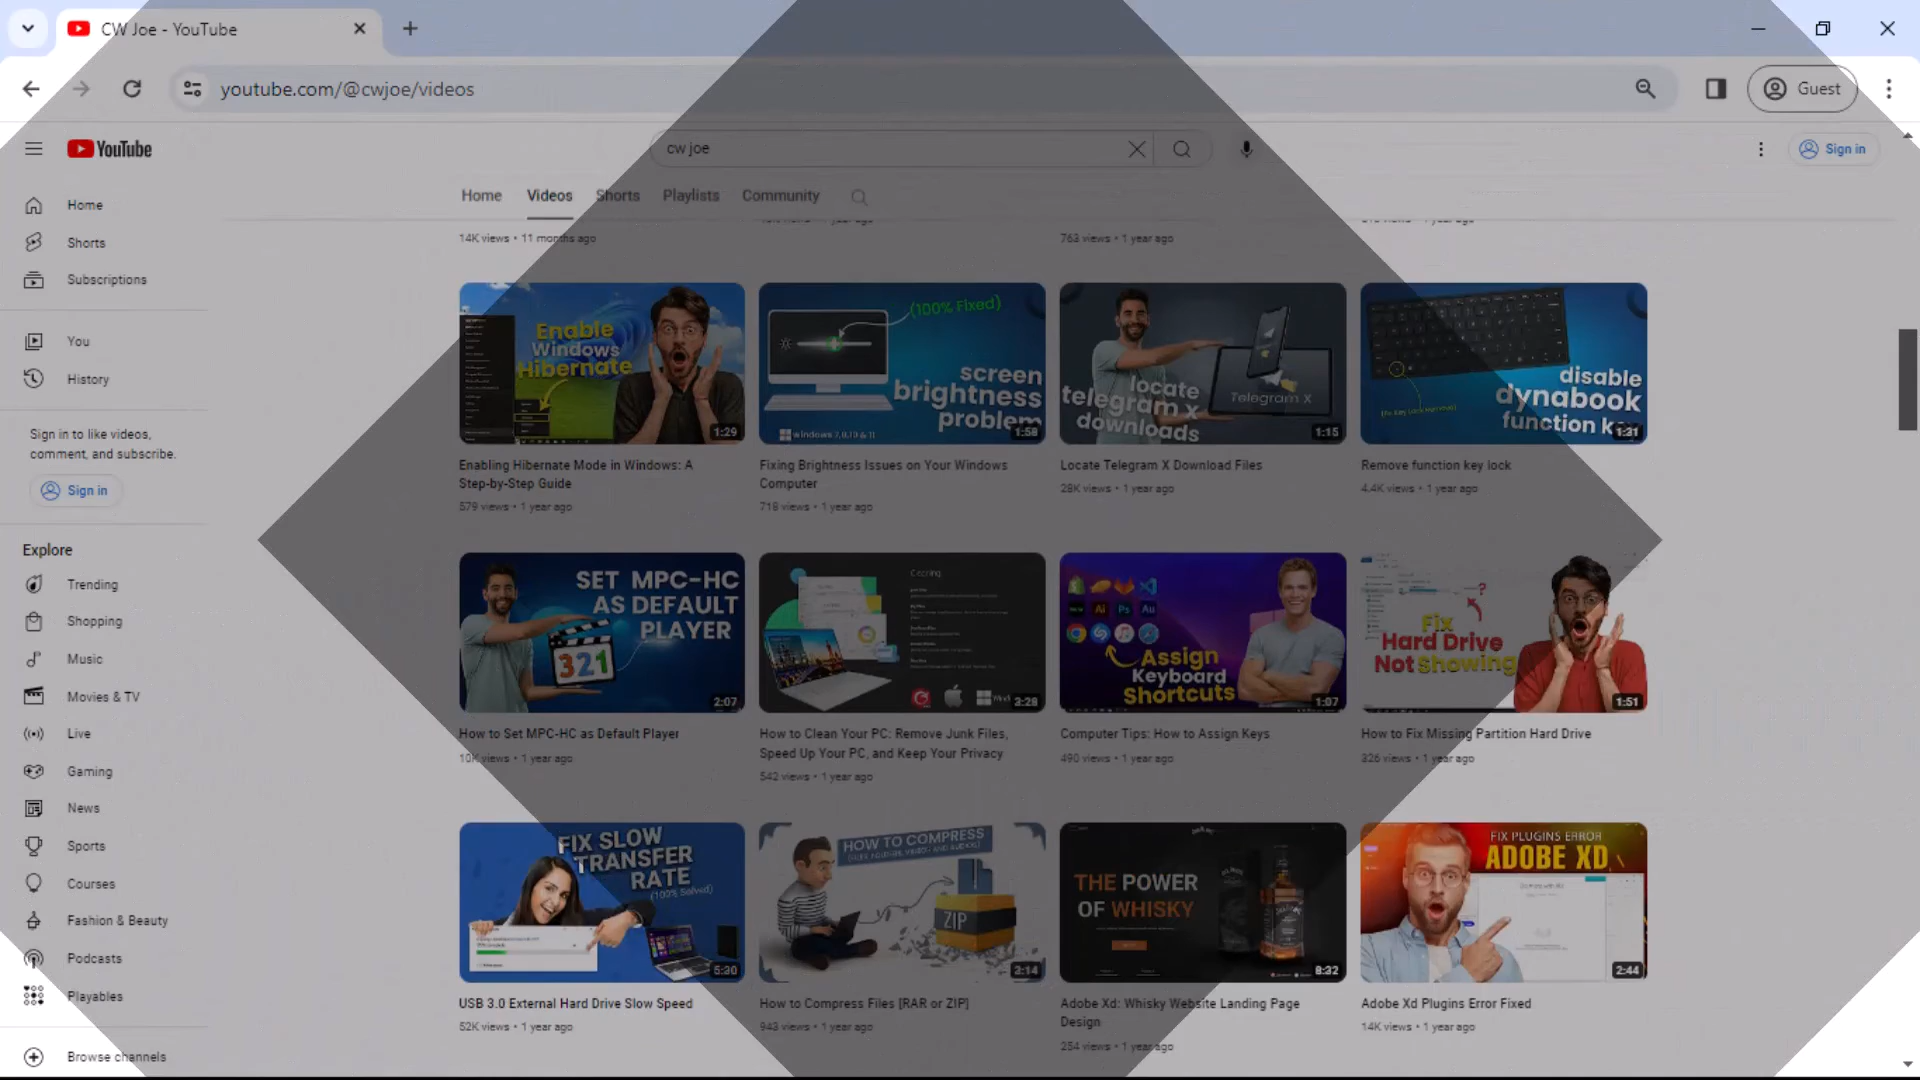 CW Joe - YouTube
youtube.com/@cwjoe/videos
Guest
YouTube
cw joe
Sign in
Home
Videos
Shorts
Playlists
Community
14K views • 11 months ago
763 views • 1 year ago
Home
Shorts
Subscriptions
You
History
Sign in to like videos,
comment, and subscribe.
Sign in
Explore
Trending
Shopping
Music
Movies & TV
Live
Gaming
News
Sports
Courses
Fashion & Beauty
Podcasts
Playables
Browse channels
Enable
Windows
Hibernate
1:29
Enabling Hibernate Mode in Windows: A
Step-by-Step Guide
579 views • 1 year ago
(100% Fixed)
screen
brightness
problem
windows 7,8,10 & 11
1:58
Fixing Brightness Issues on Your Windows
Computer
718 views • 1 year ago
locate
telegram x
downloads
Telegram X
1:15
Locate Telegram X Download Files
28K views • 1 year ago
disable
dynabook
function k
1:31
Remove function key lock
4.4K views • 1 year ago
SET MPC-HC
AS DEFAULT
PLAYER
321
2:07
How to Set MPC-HC as Default Player
10K views • 1 year ago
Cleaning
3:28
How to Clean Your PC: Remove Junk Files,
Speed Up Your PC, and Keep Your Privacy
542 views • 1 year ago
Ai Ps Au
Assign
Keyboard
Shortcuts
1:07
Computer Tips: How to Assign Keys
490 views • 1 year ago
Fix
Hard Drive
Not Showing
1:51
How to Fix Missing Partition Hard Drive
326 views • 1 year ago
FIX SLOW
TRANSFER
RATE
(100% Solved)
5:30
USB 3.0 External Hard Drive Slow Speed
52K views • 1 year ago
HOW TO COMPRESS
ZIP
3:14
How to Compress Files [RAR or ZIP]
943 views • 1 year ago
THE POWER
OF WHISKY
8:32
Adobe Xd: Whisky Website Landing Page
Design
254 views • 1 year ago
FIX PLUGINS ERROR
ADOBE XD
2:44
Adobe Xd Plugins Error Fixed
14K views • 1 year ago